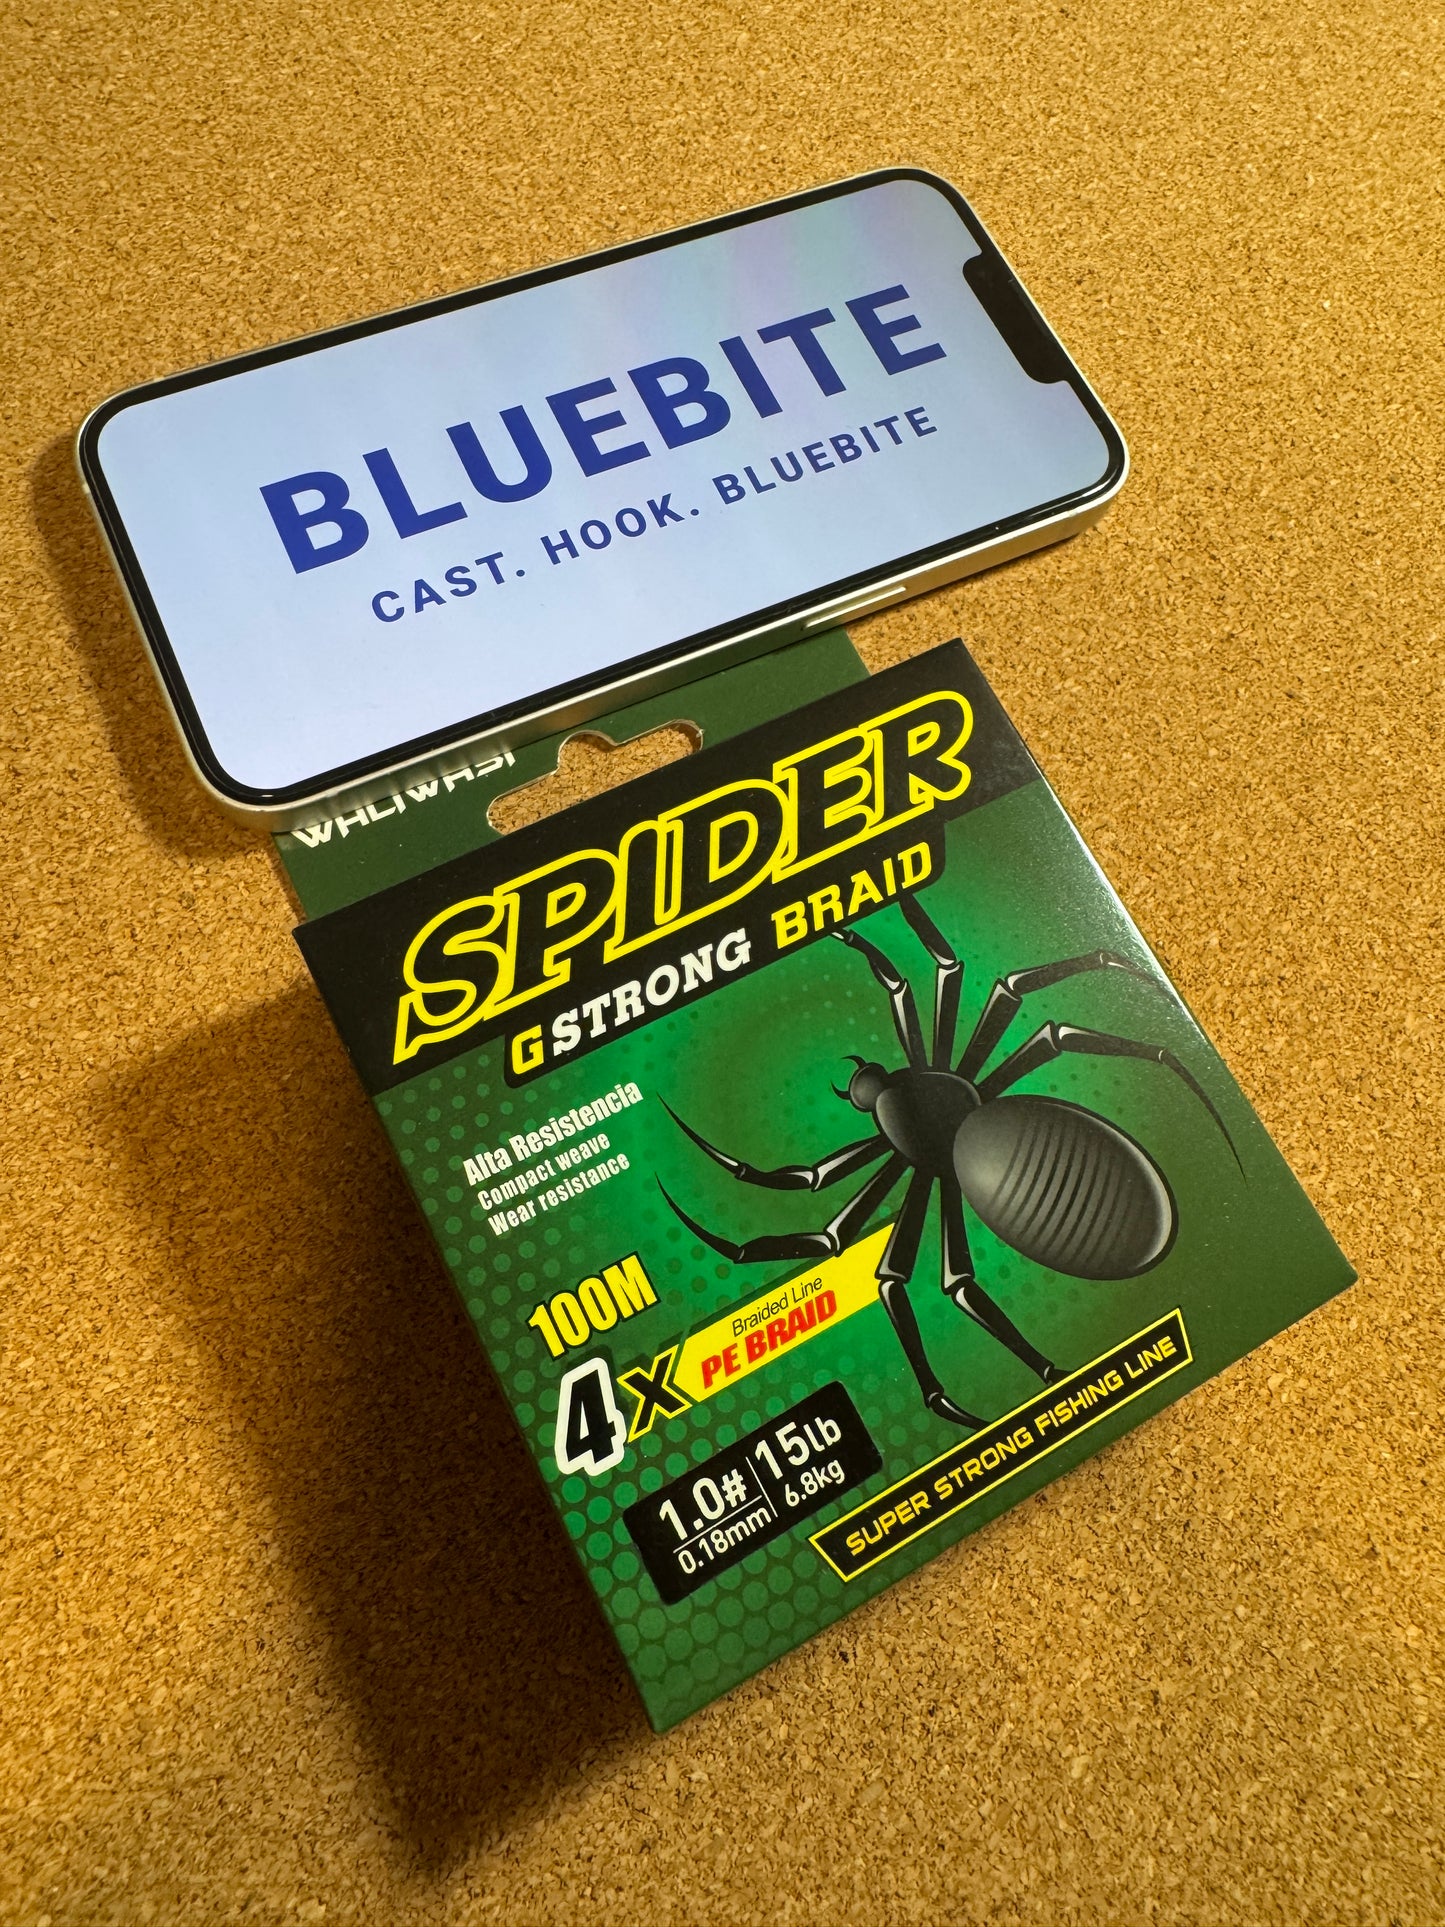 BLUEBITE
CAST. HOOK. BLUEBITE
SPIDER
GSTRONG BRAID
Alta Resistencia
Compact weave
Wear resistance
100M
4X
Braided Line
PE BRAID
1.0# 15lb
0.18mm 6.8kg
SUPER STRONG FISHING LINE